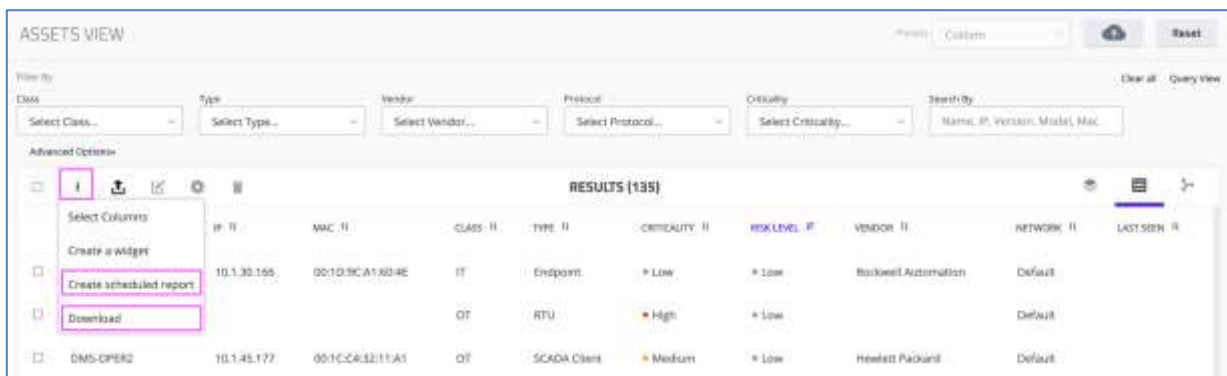 ASSETS VIEW
Presets Custom Reset
Filter By Clear all Query View
Class Type Vendor Protocol Criticality Search By
Select Class... Select Type... Select Vendor... Select Protocol... Select Criticality... Name, IP, Version, Model, Mac
Advanced Options
RESULTS (135)
Select Columns
IP MAC CLASS TYPE CRITICALITY RISK LEVEL VENDOR NETWORK LAST SEEN
Create a widget
10.1.30.166 00:1D:9C:A1:60:4E IT Endpoint Low Low Rockwell Automation Default
Create scheduled report
Download OT RTU High Low Default
DMS-OPER2 10.1.45.177 00:1C:C4:32:11:A1 OT SCADA Client Medium Low Hewlett Packard Default